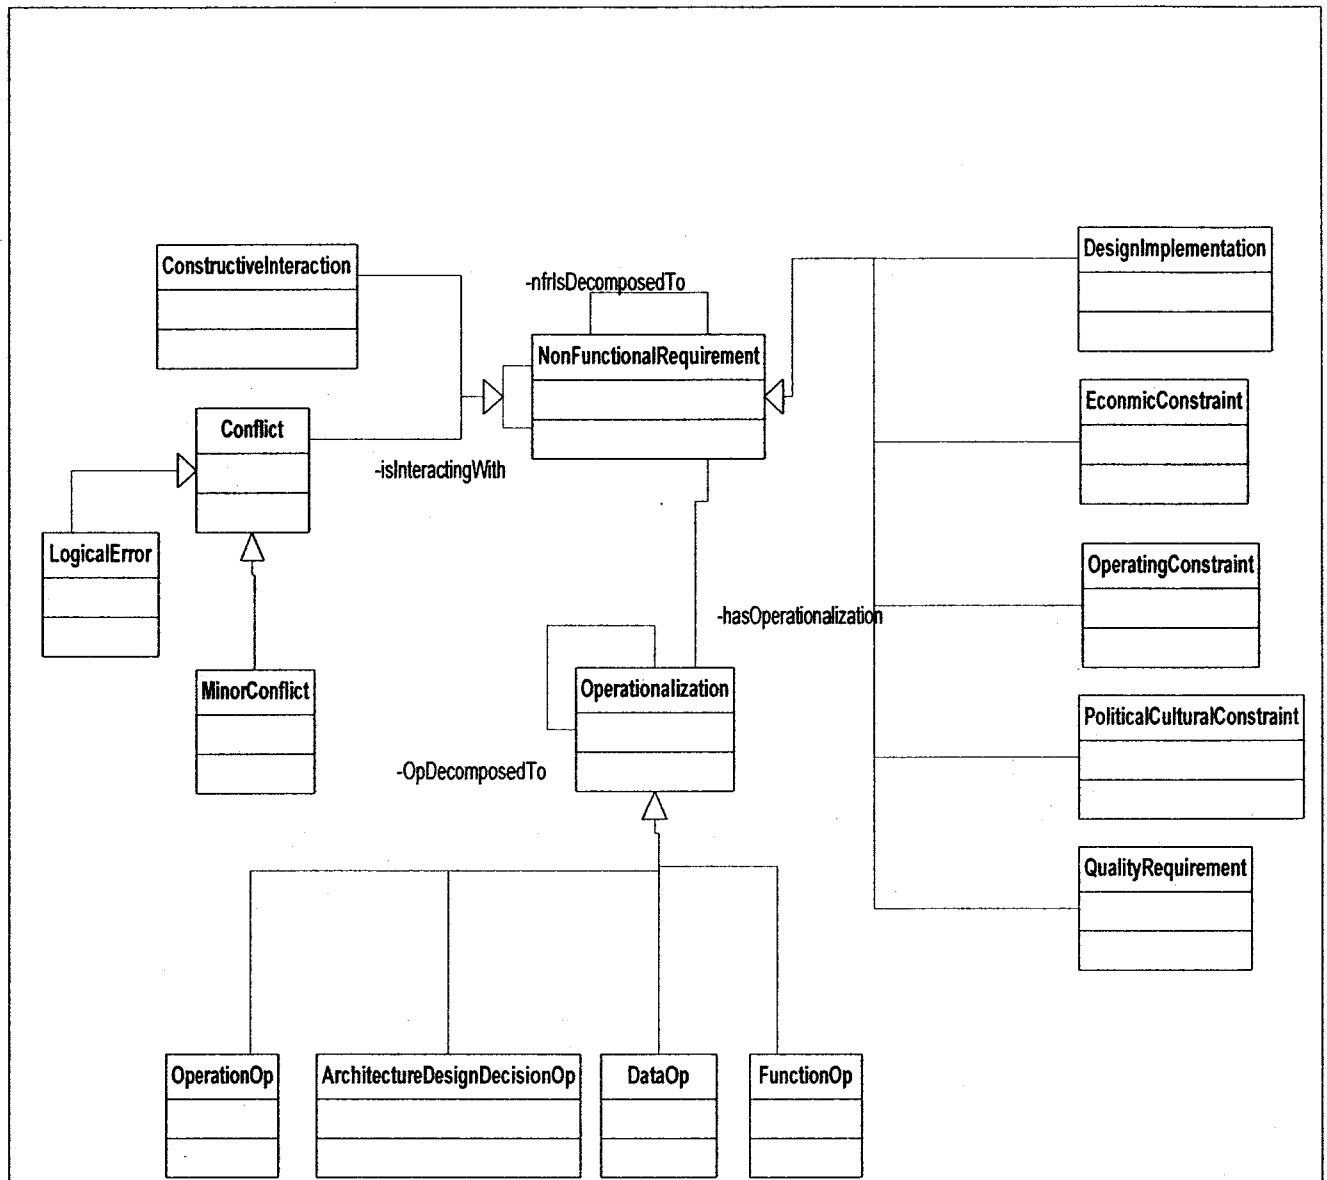 DesignImplementation
ConstructiveInteraction
-nfrIsDecomposedTo
NonFunctionalRequirement
EconmicConstraint
Conflict
-isInteractingWith
LogicalError
OperatingConstraint
-hasOperationalization
MinorConflict
Operationalization
PoliticalCulturalConstraint
-OpDecomposedTo
QualityRequirement
OperationOp
ArchitectureDesignDecisionOp
DataOp
FunctionOp